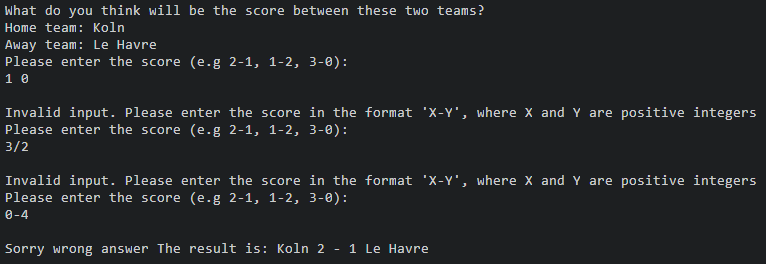 What do you think will be the score between these two teams?
Home team: Koln
Away team: Le Havre
Please enter the score (e.g 2-1, 1-2, 3-0):
1 0
Invalid input. Please enter the score in the format 'X-Y', where X and Y are positive integers
Please enter the score (e.g 2-1, 1-2, 3-0):
3/2
Invalid input. Please enter the score in the format 'X-Y', where X and Y are positive integers
Please enter the score (e.g 2-1, 1-2, 3-0):
0-4
Sorry wrong answer The result is: Koln 2 - 1 Le Havre